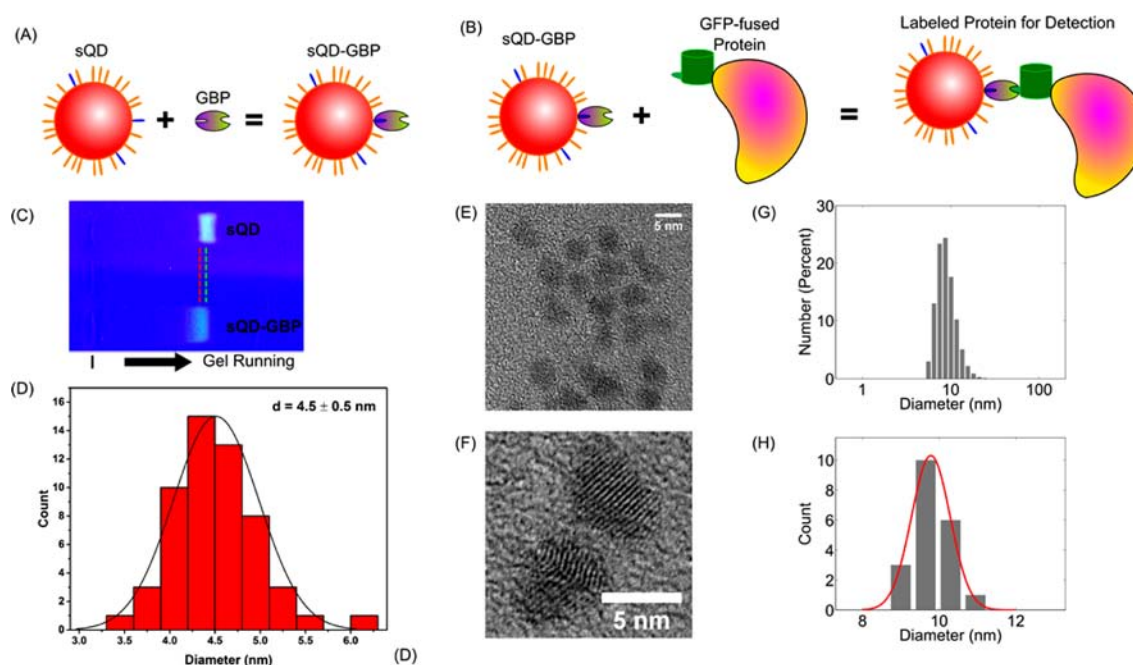 (A)
sQD
GBP
sQD-GBP
+
=
(B)
sQD-GBP
GFP-fused
Protein
Labeled Protein for Detection
+
=
(C)
sQD
sQD-GBP
I
Gel Running
(D)
d = 4.5 ± 0.5 nm
Count
16
14
12
10
8
6
4
2
0
3.0 3.5 4.0 4.5 5.0 5.5 6.0
Diameter (nm)
(D)
(E)
5 nm
(F)
5 nm
(G)
Number (Percent)
30
20
10
0
1 10 100
Diameter (nm)
(H)
Count
10
8
6
4
2
0
8 10 12
Diameter (nm)